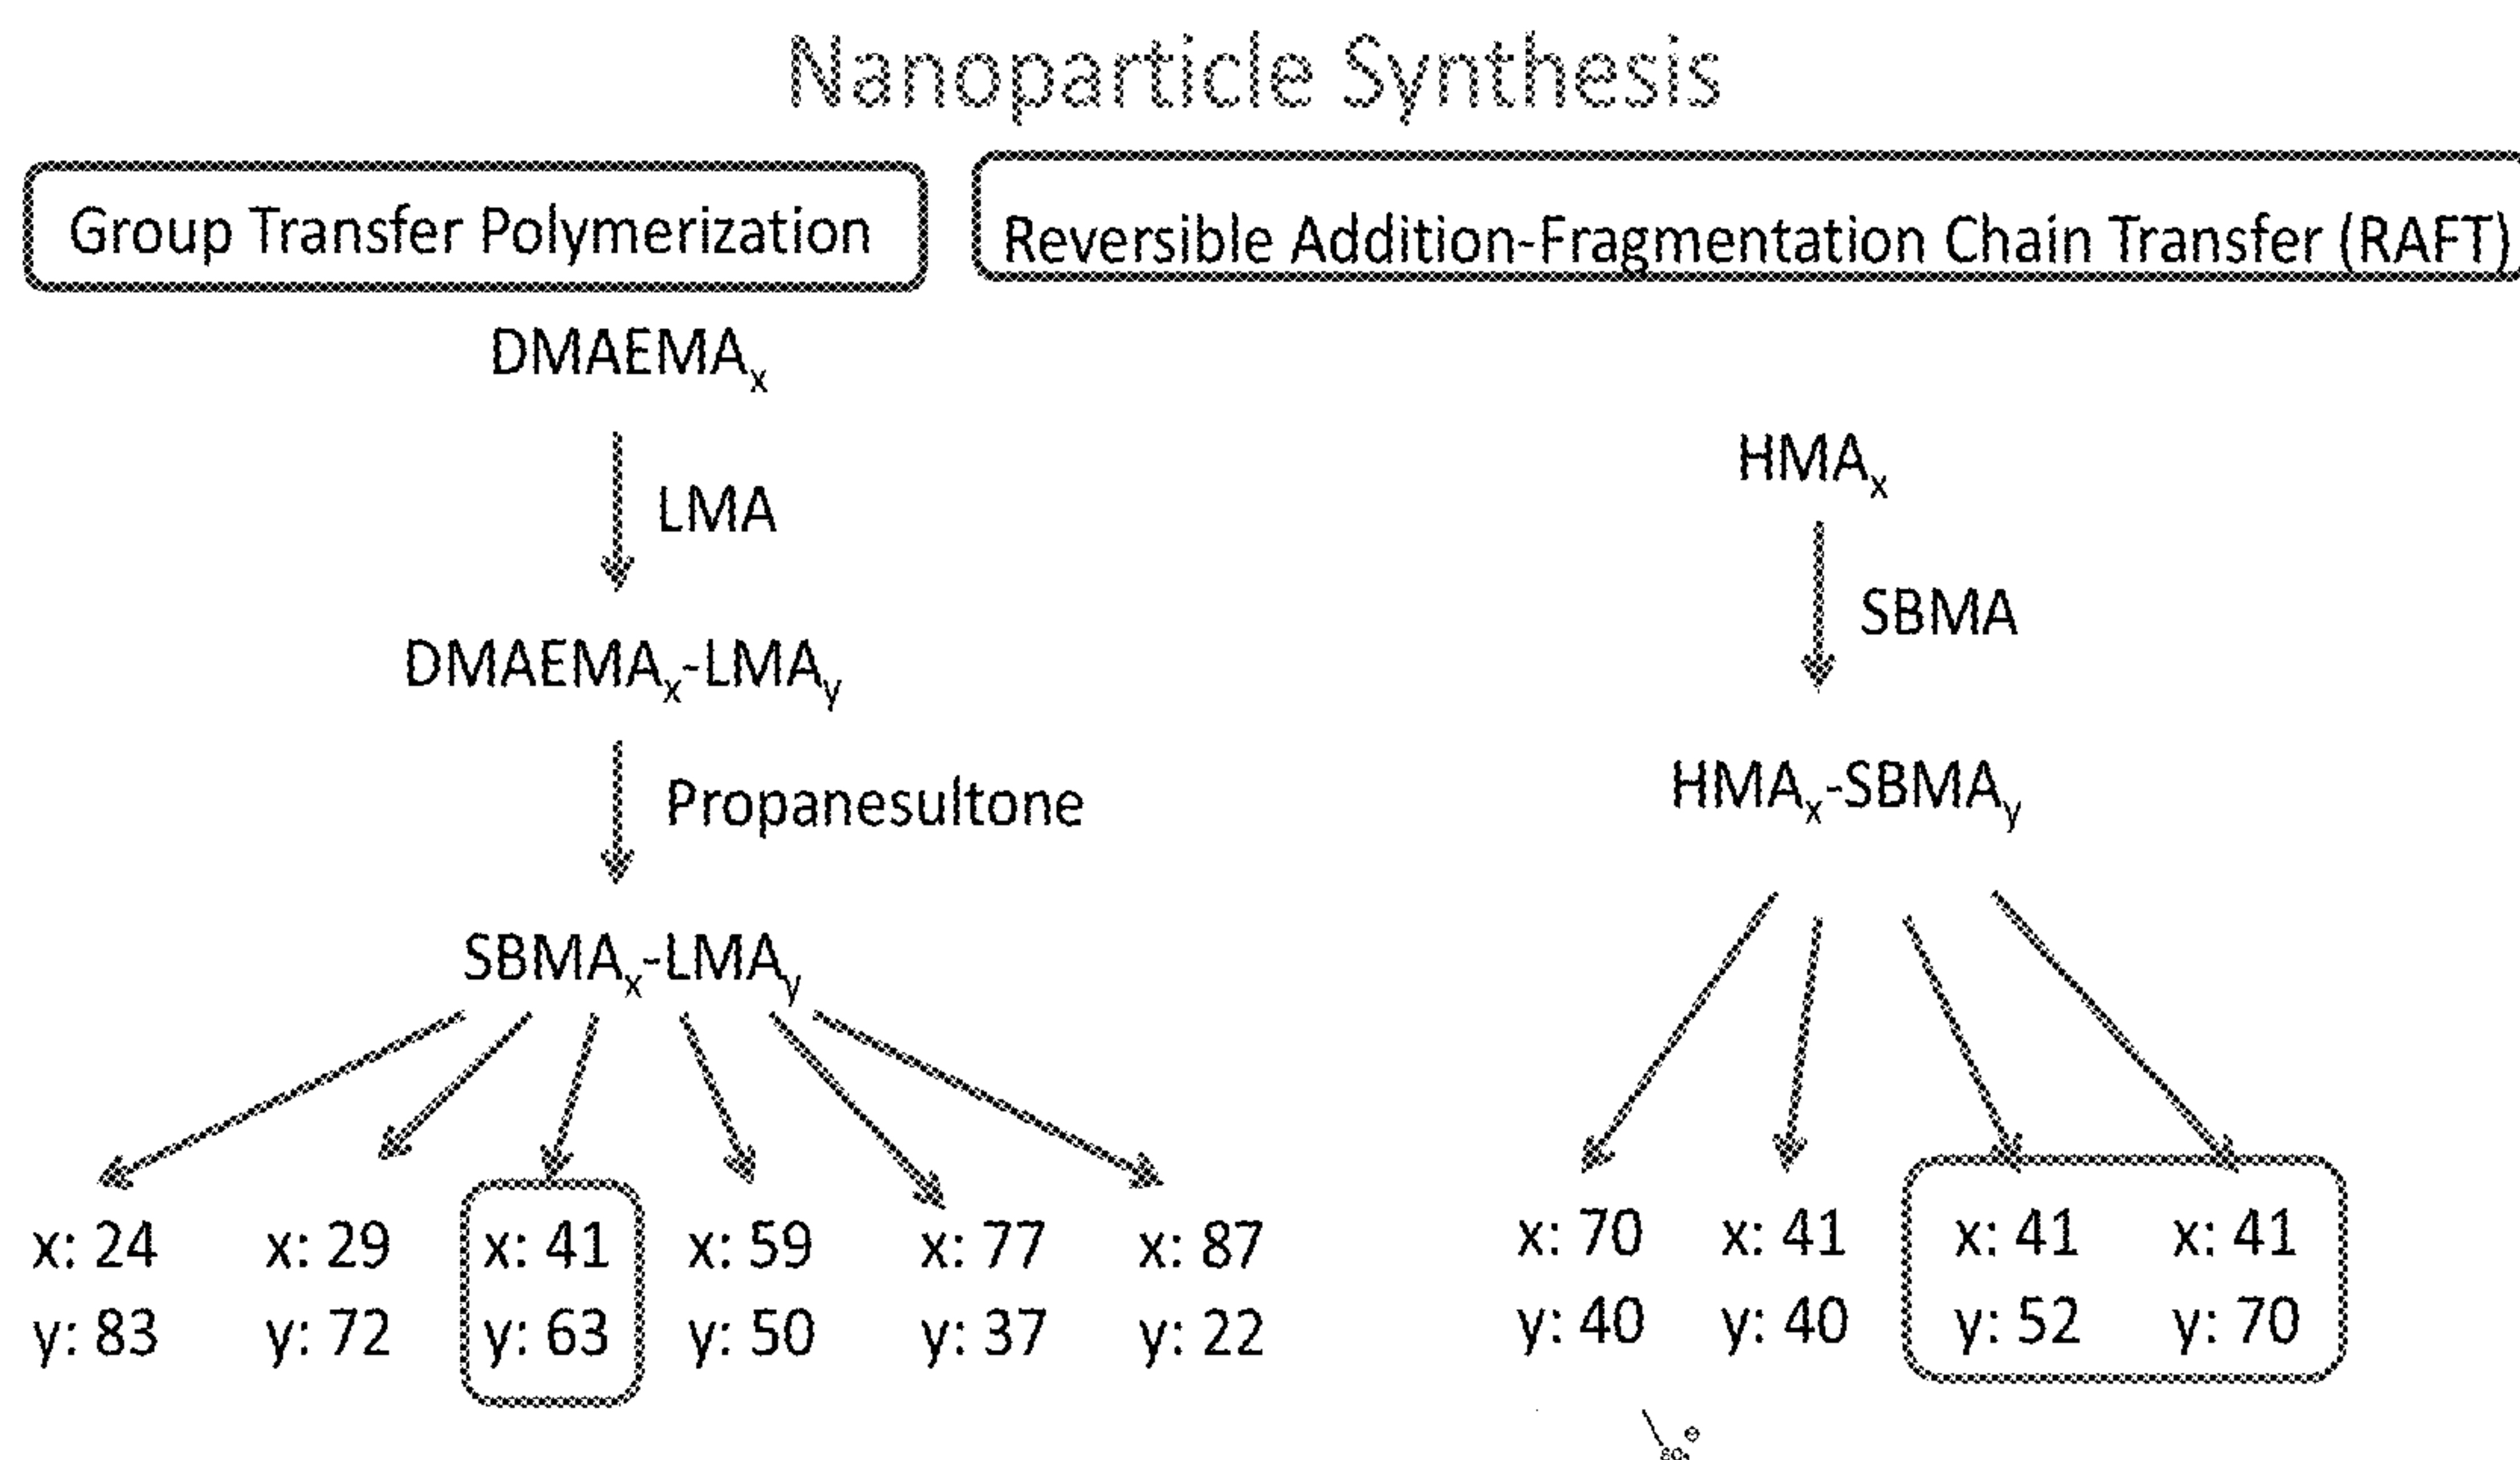 Nanoparticle Synthesis
Group Transfer Polymerization
Reversible Addition-Fragmentation Chain Transfer (RAFT)
DMAEMAx
LMA
DMAEMAx-LMAy
Propanesultone
SBMAx-LMAy
x: 24 x: 29 x: 41 x: 59 x: 77 x: 87
y: 83 y: 72 y: 63 y: 50 y: 37 y: 22
HMAx
SBMA
HMAx-SBMAy
x: 70 x: 41 x: 41 x: 41
y: 40 y: 40 y: 52 y: 70